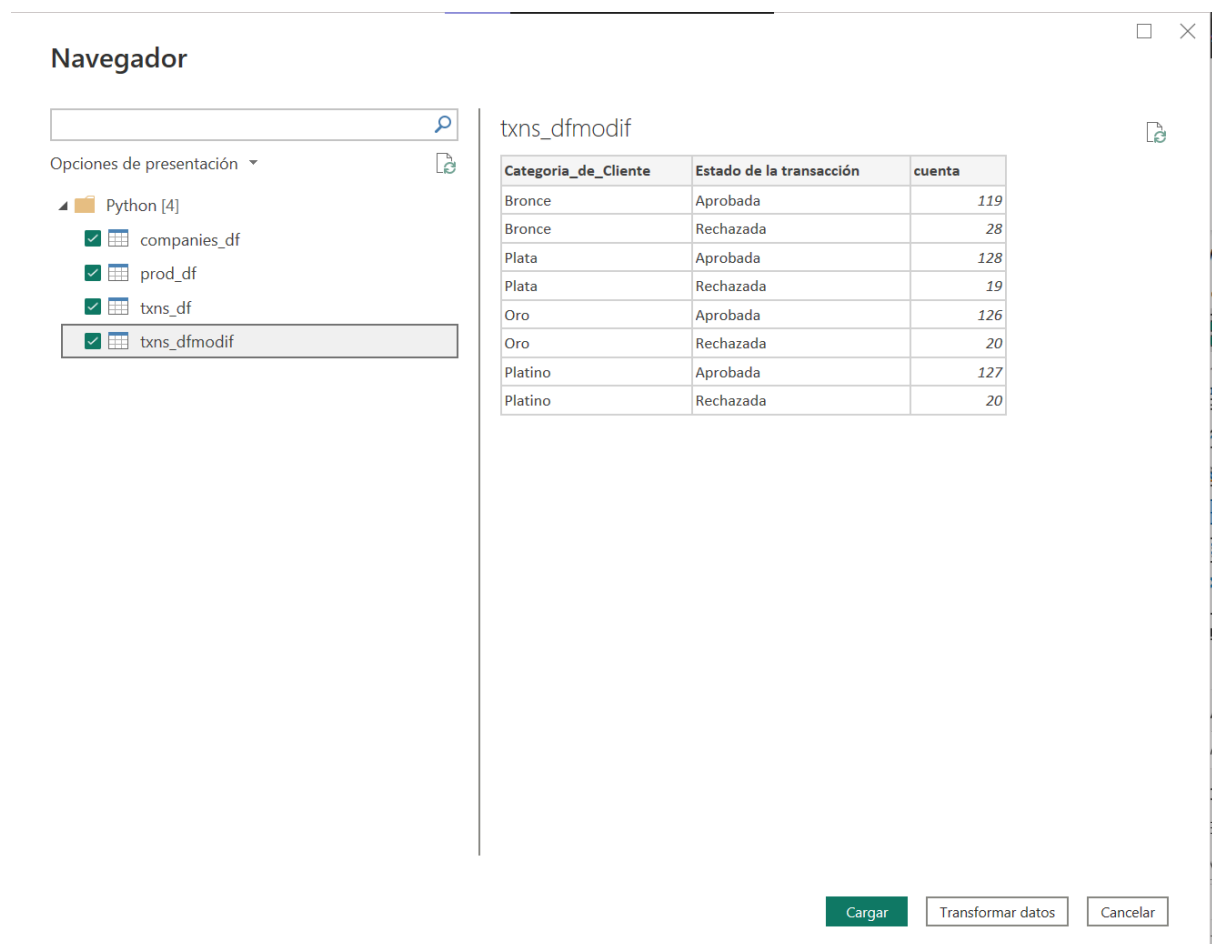 Navegador
Opciones de presentación
Python [4]
companies_df
prod_df
txns_df
txns_dfmodif
txns_dfmodif
Categoria_de_Cliente Estado de la transacción cuenta
Bronce Aprobada 119
Bronce Rechazada 28
Plata Aprobada 128
Plata Rechazada 19
Oro Aprobada 126
Oro Rechazada 20
Platino Aprobada 127
Platino Rechazada 20
Cargar Transformar datos Cancelar